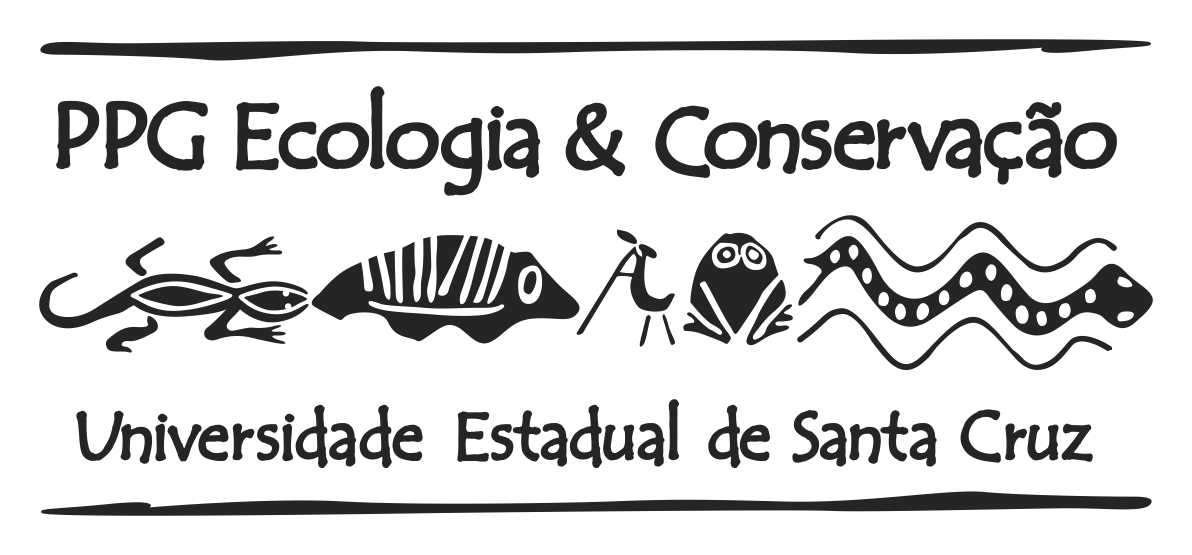 PPG Ecologia & Conservação
Universidade Estadual de Santa Cruz